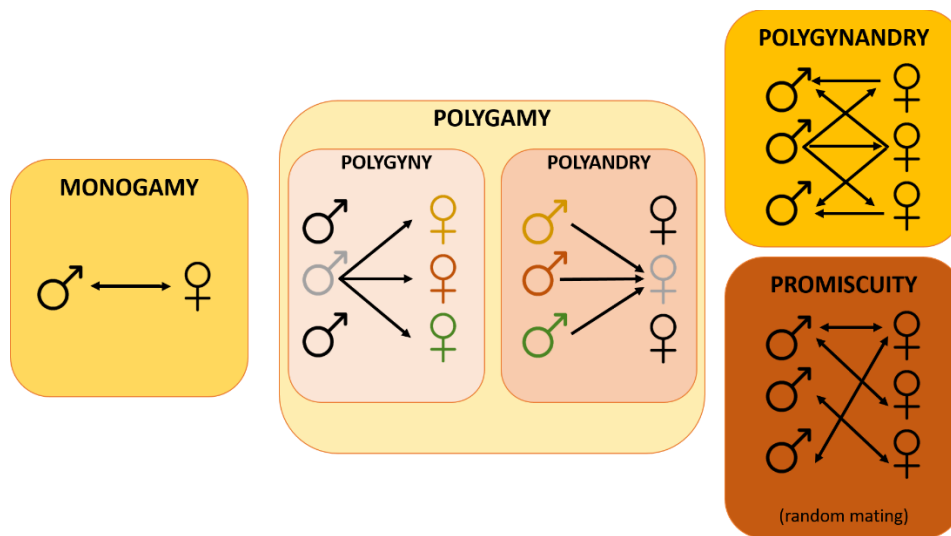 MONOGAMY
POLYGAMY
POLYGYNY
POLYANDRY
POLYGYNANDRY
PROMISCUITY
(random mating)